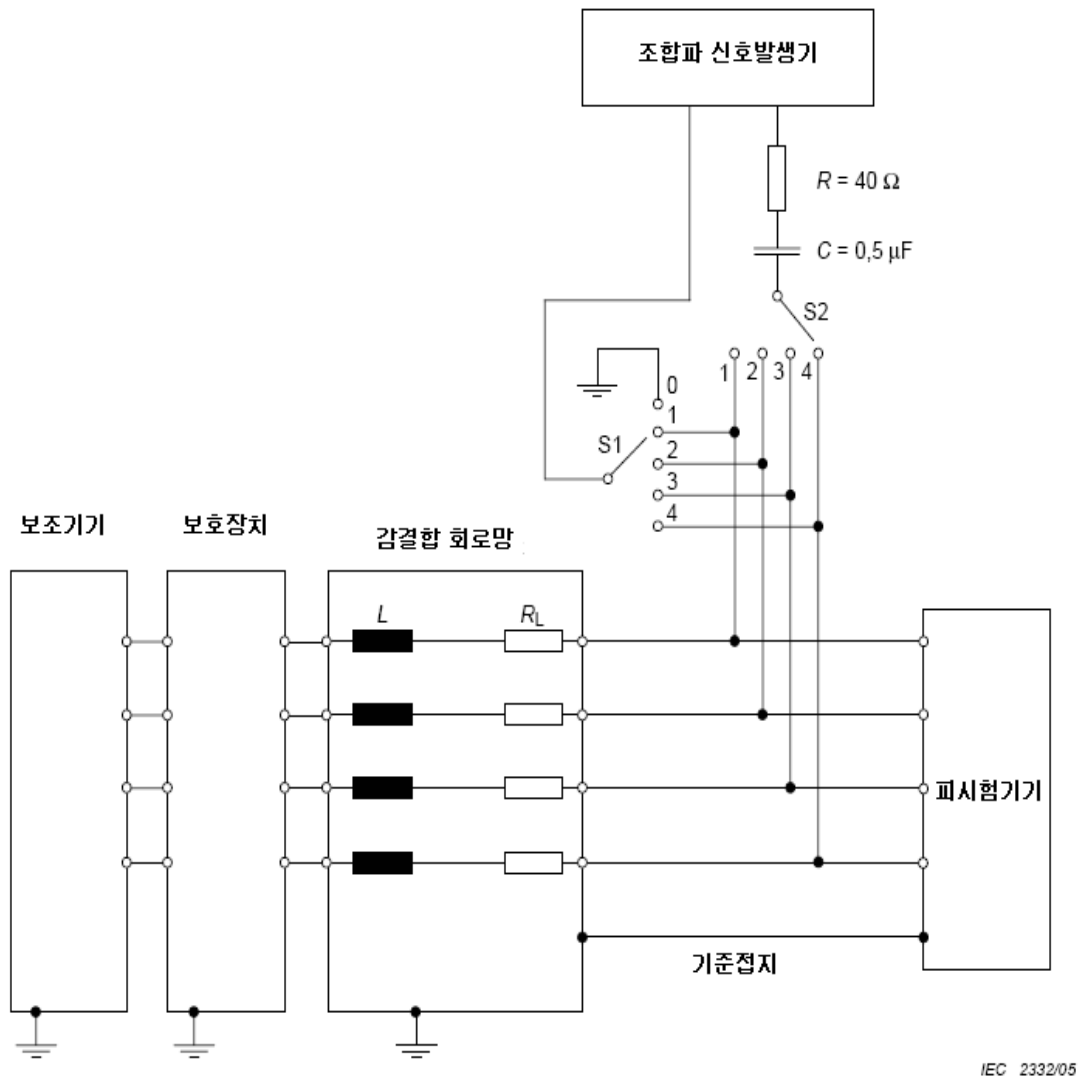 조합파 신호발생기
R = 40 Ω
C = 0,5 μF
S2
1 2 3 4
0
1
S1
2
3
4
보조기기
보호장치
감결합 회로망
L
RL
피시험기기
기준접지
IEC 2332/05